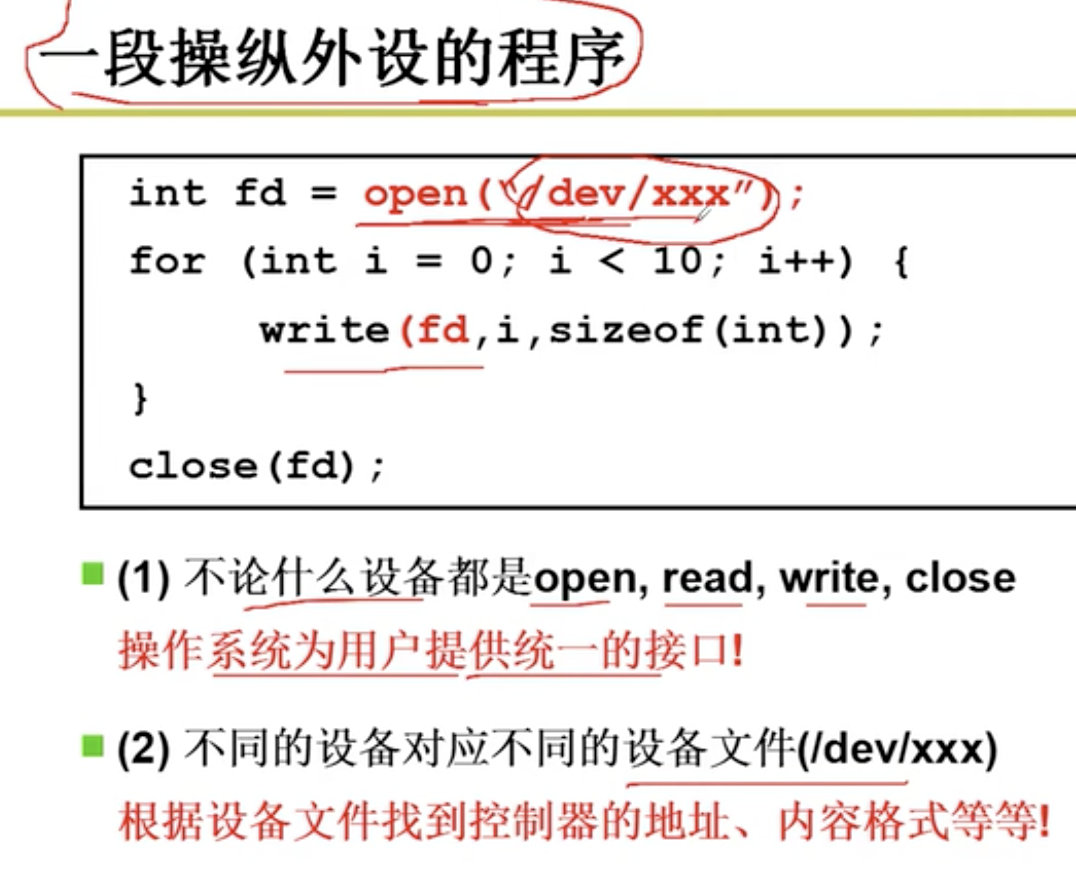 一段操纵外设的程序
int fd = open(“/dev/xxx”);
for (int i = 0; i < 10; i++) {
write(fd,i,sizeof(int));
}
close(fd);
(1) 不论什么设备都是open, read, write, close
操作系统为用户提供统一的接口!
(2) 不同的设备对应不同的设备文件(/dev/xxx)
根据设备文件找到控制器的地址、内容格式等等!